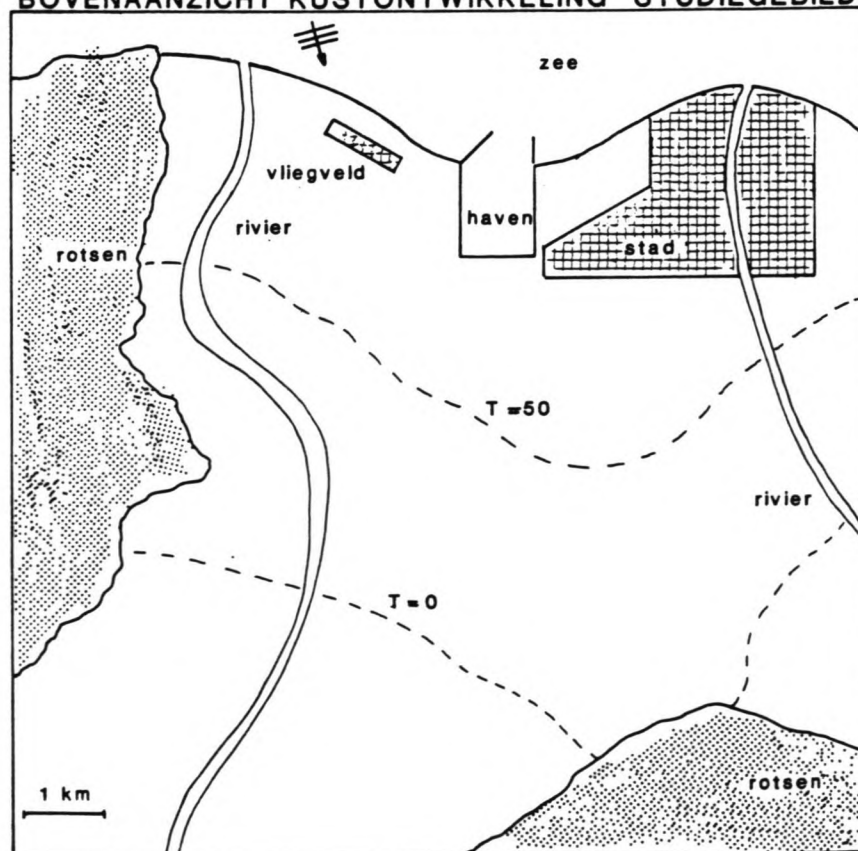 BOVENAANZICHT KUSTONTWIKKELING STUDIEGEBIED
zee
vliegveld
haven
rivier
stad
rotsen
T=50
rivier
T=0
1 km
rotsen